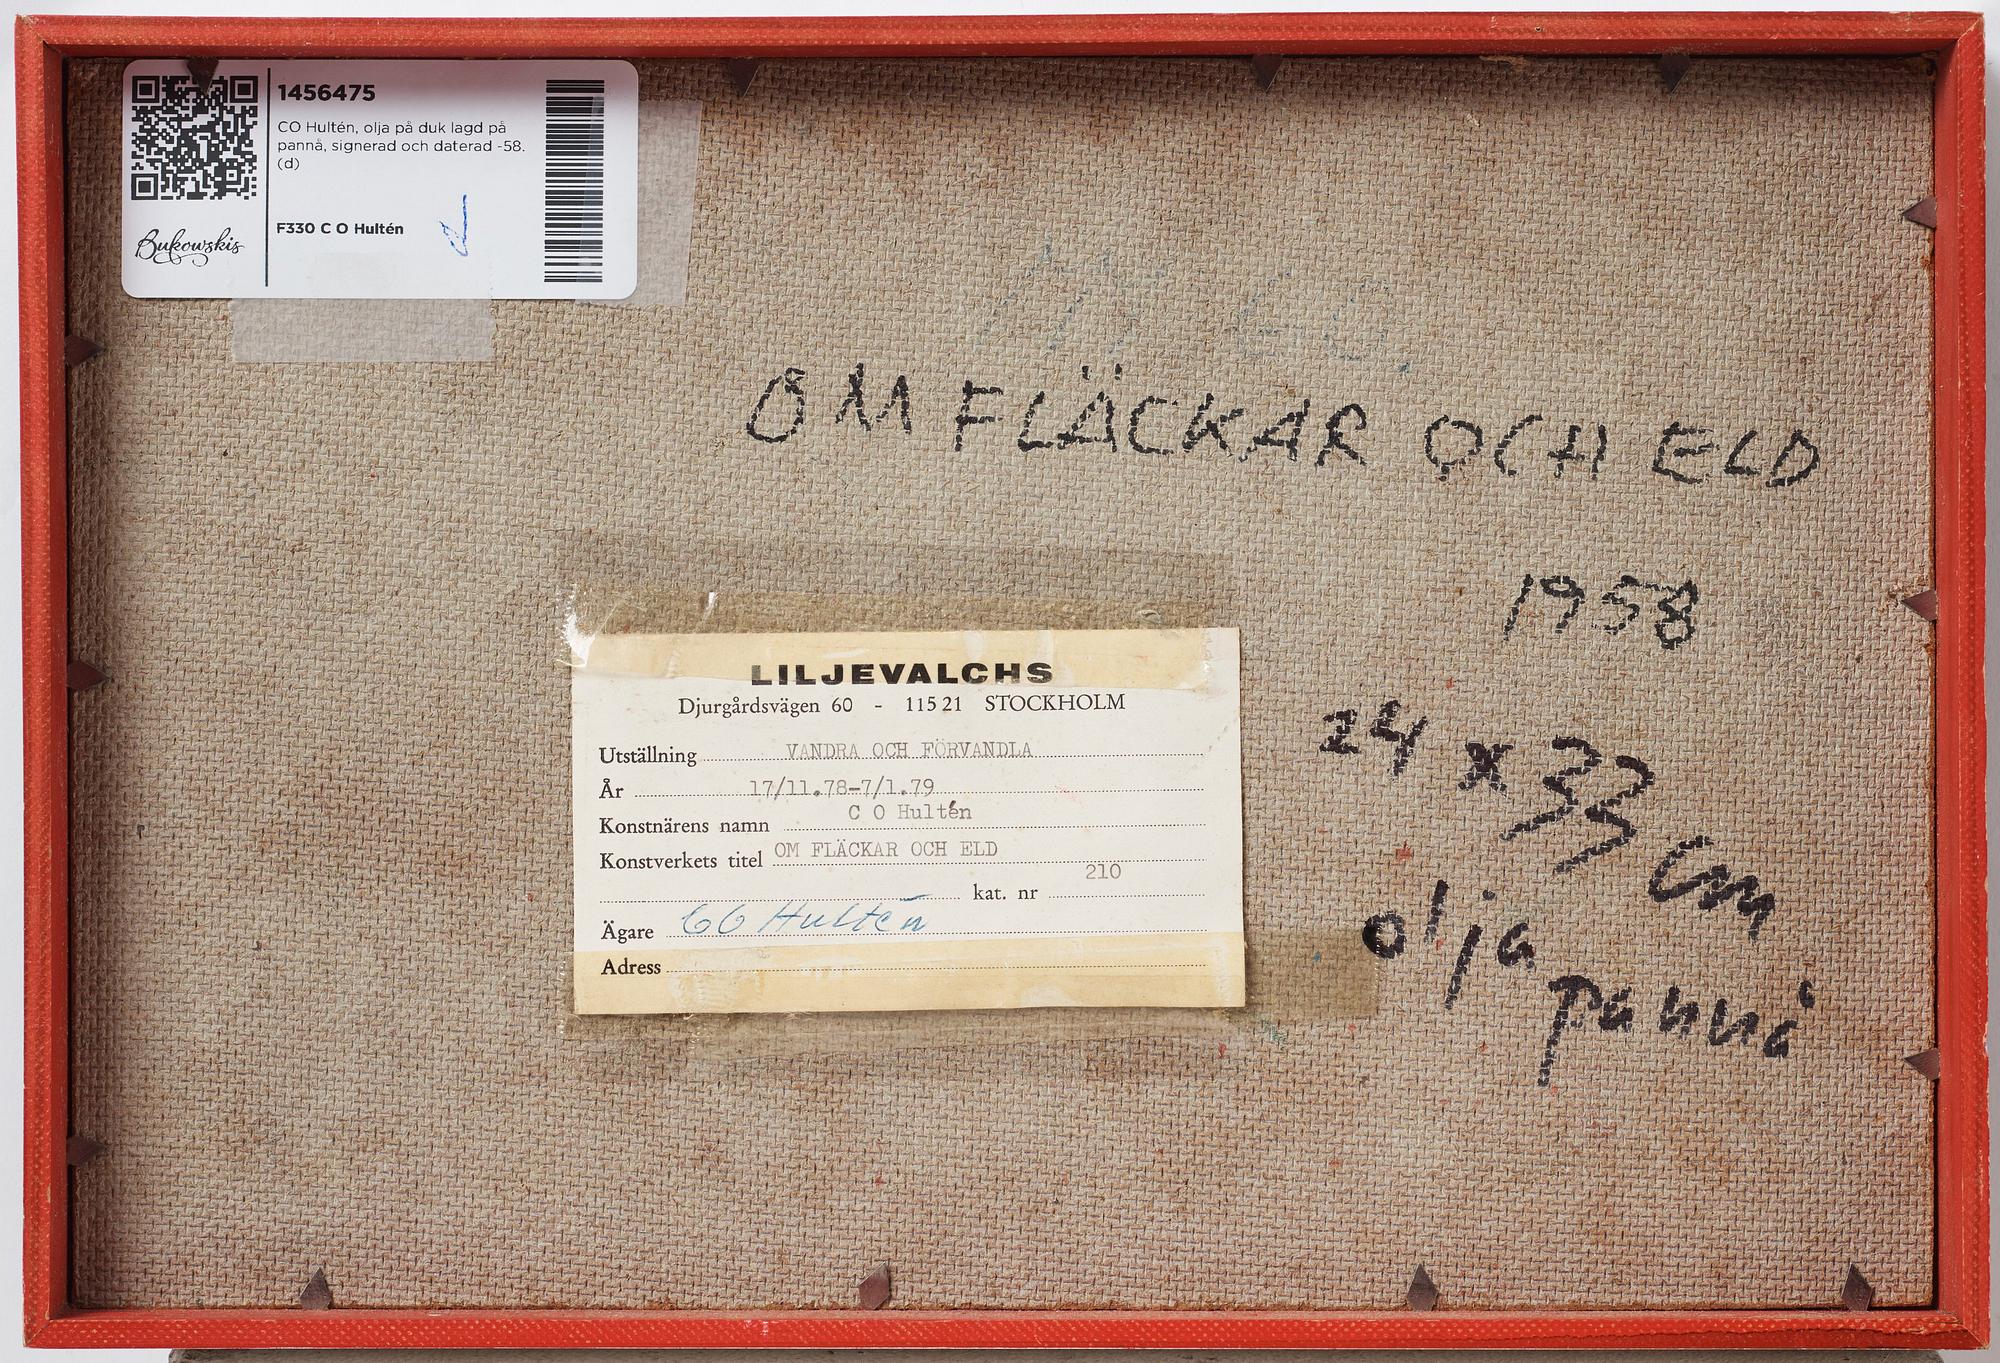 1456475
CO Hultén, olja på duk lagd på
pannå, signerad och daterad -58.
(d)
F330 C O Hultén
Bukowskis
OM FLÄCKAR OCH ELD
1958
24 x 33 cm
olja
pannå
LILJEVALCHS
Djurgårdsvägen 60 - 115 21 STOCKHOLM
Utställning VANDRA OCH FÖRVANDLA
År 17/11.78-7/1.79
Konstnärens namn C O Hultén
Konstverkets titel OM FLÄCKAR OCH ELD
kat. nr 210
Ägare CO Hultén
Adress